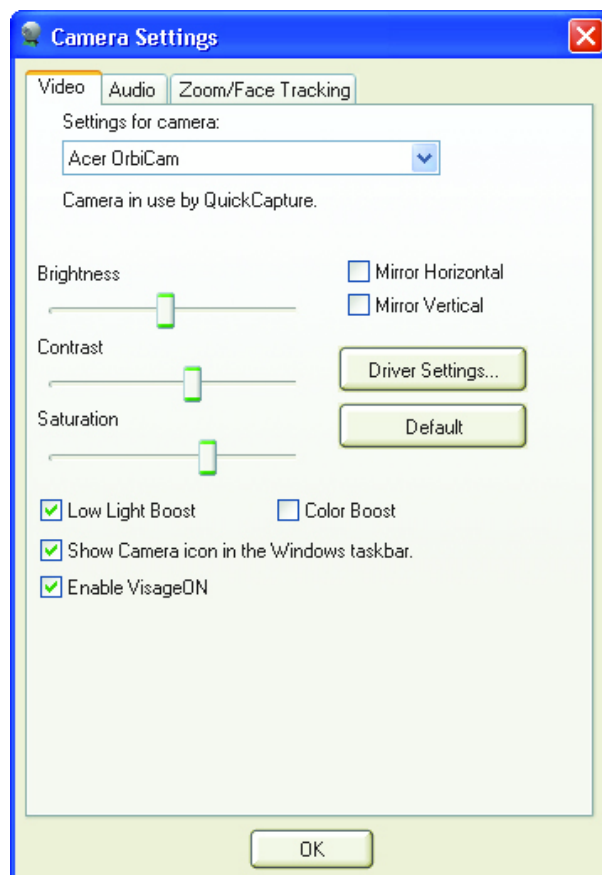 Camera Settings
Video Audio Zoom/Face Tracking
Settings for camera:
Acer OrbiCam
Camera in use by QuickCapture.
Brightness
Mirror Horizontal
Mirror Vertical
Contrast
Driver Settings...
Saturation
Default
Low Light Boost Color Boost
Show Camera icon in the Windows taskbar.
Enable VisageON
OK